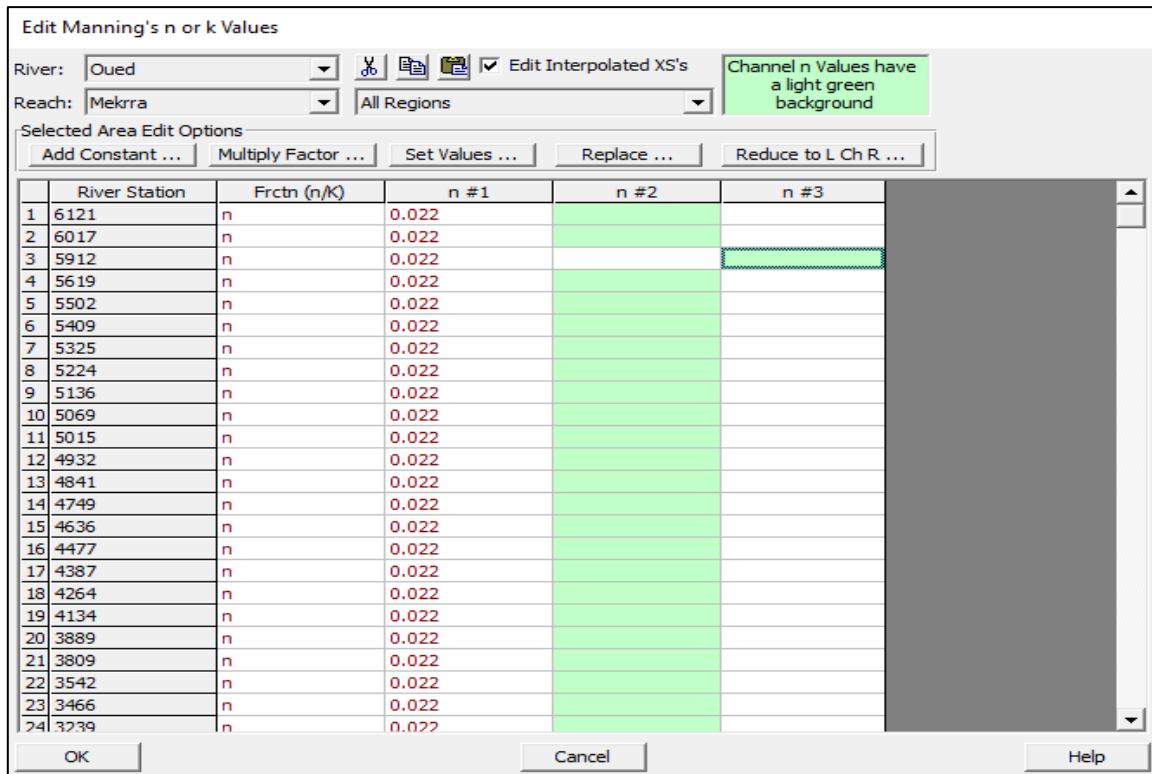 Edit Manning's n or k Values
River: Oued Edit Interpolated XS's
Channel n Values have
a light green
background
Reach: Mekrra All Regions
Selected Area Edit Options
Add Constant ... Multiply Factor ... Set Values ... Replace ... Reduce to L Ch R ...
River Station Frctn (n/K) n #1 n #2 n #3
1 6121 n 0.022
2 6017 n 0.022
3 5912 n 0.022
4 5619 n 0.022
5 5502 n 0.022
6 5409 n 0.022
7 5325 n 0.022
8 5224 n 0.022
9 5136 n 0.022
10 5069 n 0.022
11 5015 n 0.022
12 4932 n 0.022
13 4841 n 0.022
14 4749 n 0.022
15 4636 n 0.022
16 4477 n 0.022
17 4387 n 0.022
18 4264 n 0.022
19 4134 n 0.022
20 3889 n 0.022
21 3809 n 0.022
22 3542 n 0.022
23 3466 n 0.022
24 3239 n 0.022
OK Cancel Help